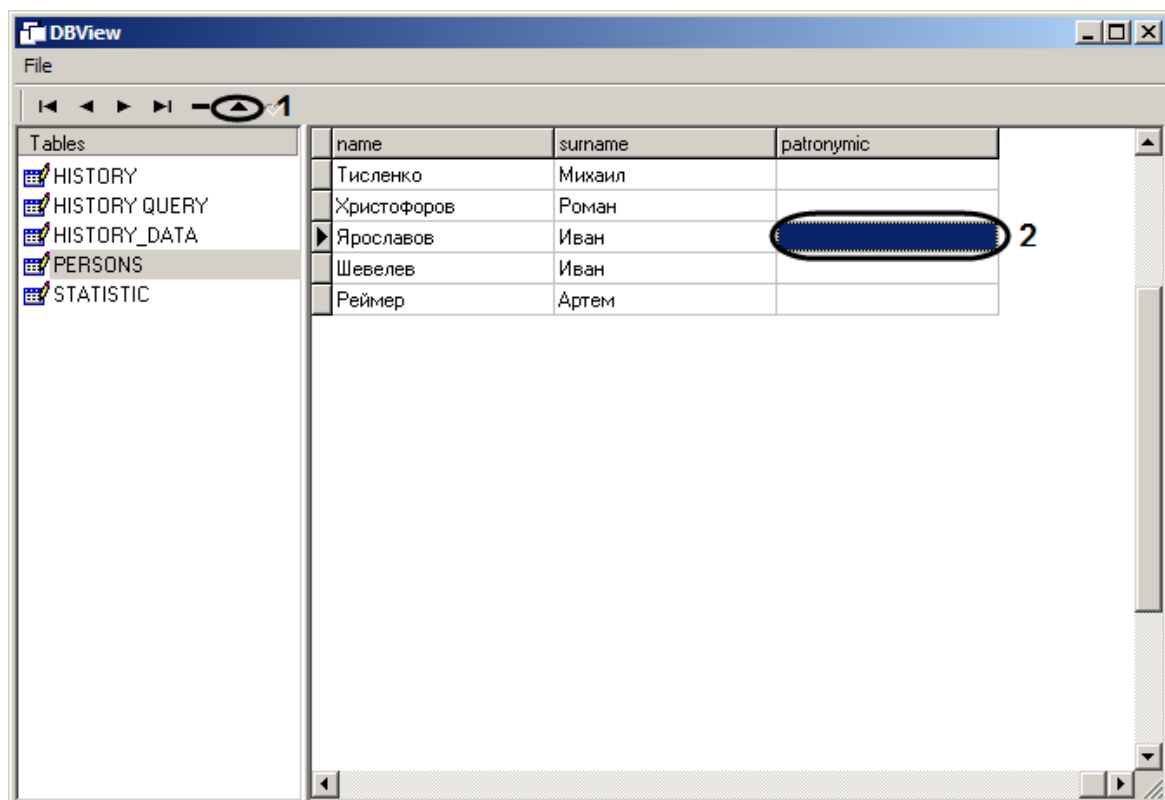 DBView
File
1
Tables
HISTORY
HISTORY QUERY
HISTORY_DATA
PERSONS
STATISTIC
name surname patronymic
Тисленко Михаил
Христофоров Роман
Ярославов Иван
2
Шевелев Иван
Реймер Артем